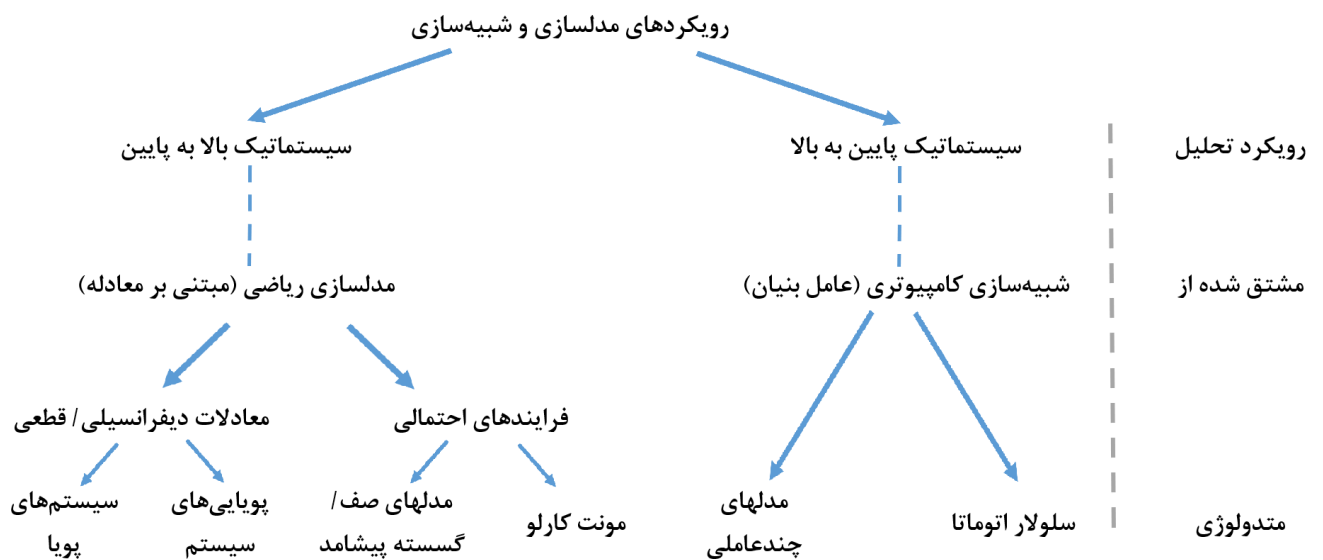 رویکردهای مدلسازی و شبیه‌سازی
رویکرد تحلیل
سیستماتیک پایین به بالا
سیستماتیک بالا به پایین
مشتق شده از
شبیه‌سازی کامپیوتری (عامل بنیان)
مدلسازی ریاضی (مبتنی بر معادله)
فرایندهای احتمالی
معادلات دیفرانسیلی/ قطعی
متدولوژی
سلولار اتوماتا
مدلهای
چندعاملی
مونت کارلو
مدلهای صف/
گسسته پیشامد
پویایی‌های
سیستم
سیستم‌های
پویا